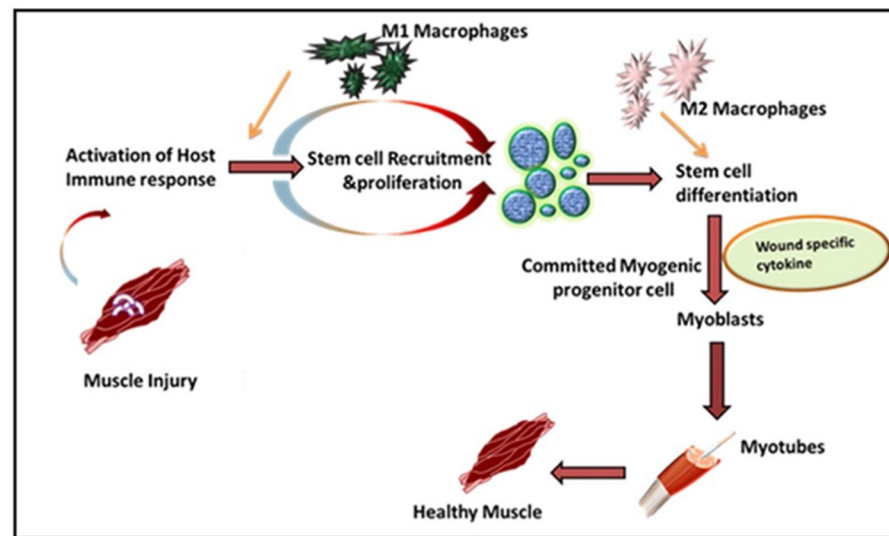 M1 Macrophages
M2 Macrophages
Activation of Host
Immune response
Stem cell Recruitment
&proliferation
Stem cell
differentiation
Wound specific
cytokine
Committed Myogenic
progenitor cell
Myoblasts
Muscle Injury
Myotubes
Healthy Muscle